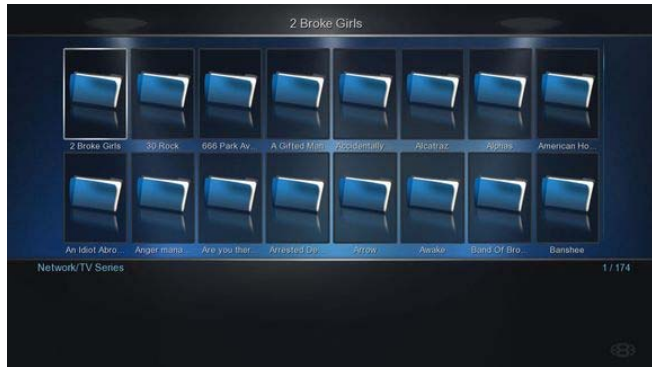 2 Broke Girls
2 Broke Girls 30 Rock 666 Park Av... A Gifted Man Accidentally... Alcatraz Alphas American Ho...
An Idiot Abro... Anger mana... Are you ther... Arrested De... Arrow Awake Band Of Bro... Banshee
Network/TV Series 1 / 174